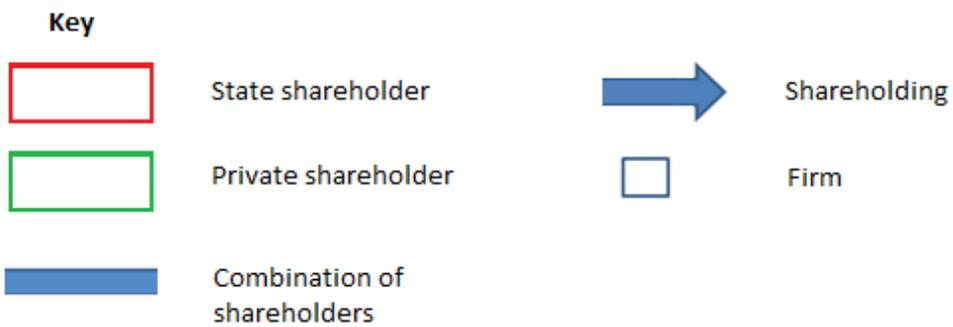 Key
State shareholder
Shareholding
Private shareholder
Firm
Combination of
shareholders